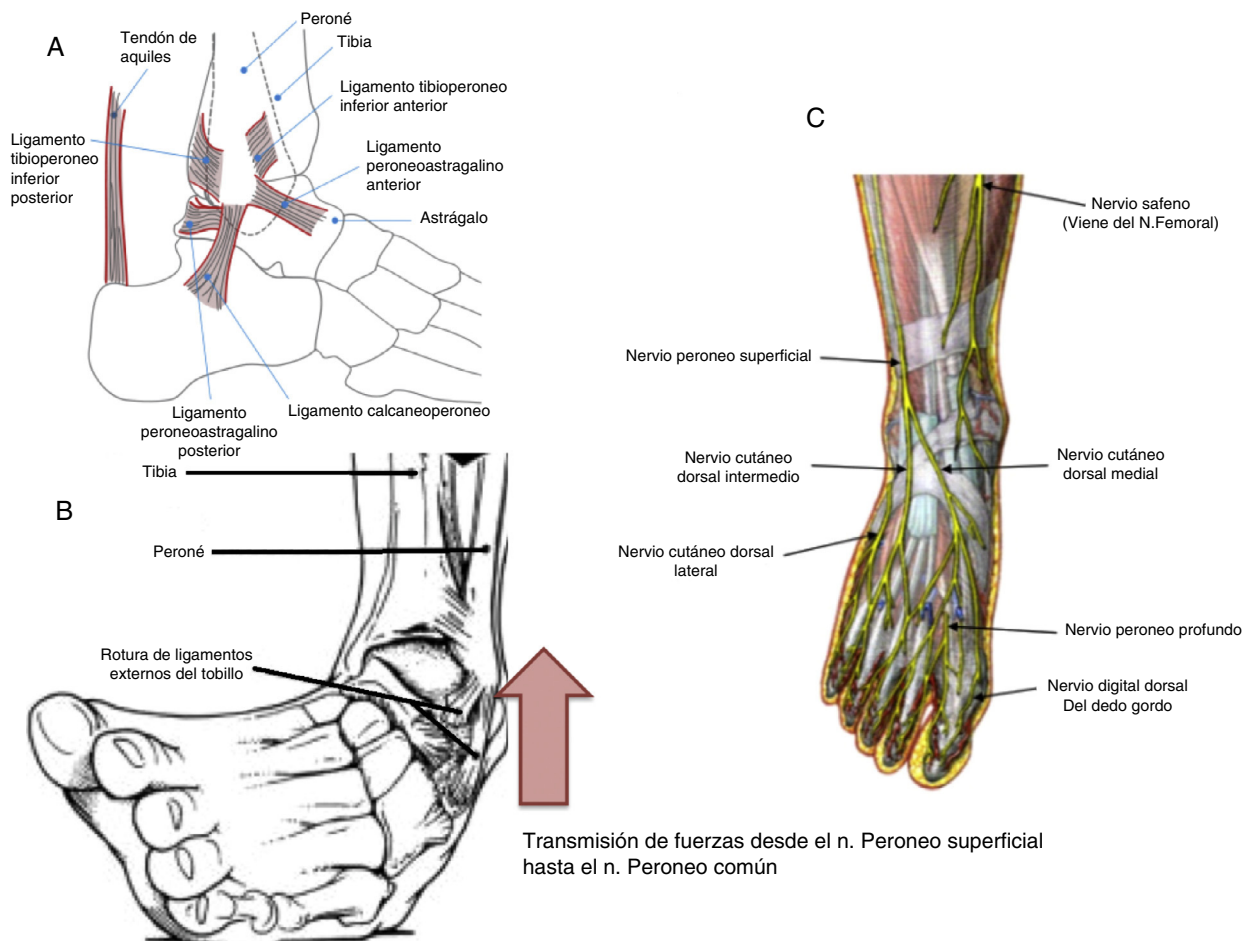 A
Tendón de
aquiles
Peroné
Tibia
Ligamento tibioperoneo
inferior anterior
Ligamento
tibioperoneo
inferior
posterior
Ligamento
peroneoastragalino
anterior
Astrágalo
Ligamento
peroneoastragalino
posterior
Ligamento calcaneoperoneo
B
Tibia
Peroné
Rotura de ligamentos
externos del tobillo
Transmisión de fuerzas desde el n. Peroneo superficial
hasta el n. Peroneo común
C
Nervio safeno
(Viene del N.Femoral)
Nervio peroneo superficial
Nervio cutáneo
dorsal intermedio
Nervio cutáneo
dorsal medial
Nervio cutáneo dorsal
lateral
Nervio peroneo profundo
Nervio digital dorsal
Del dedo gordo